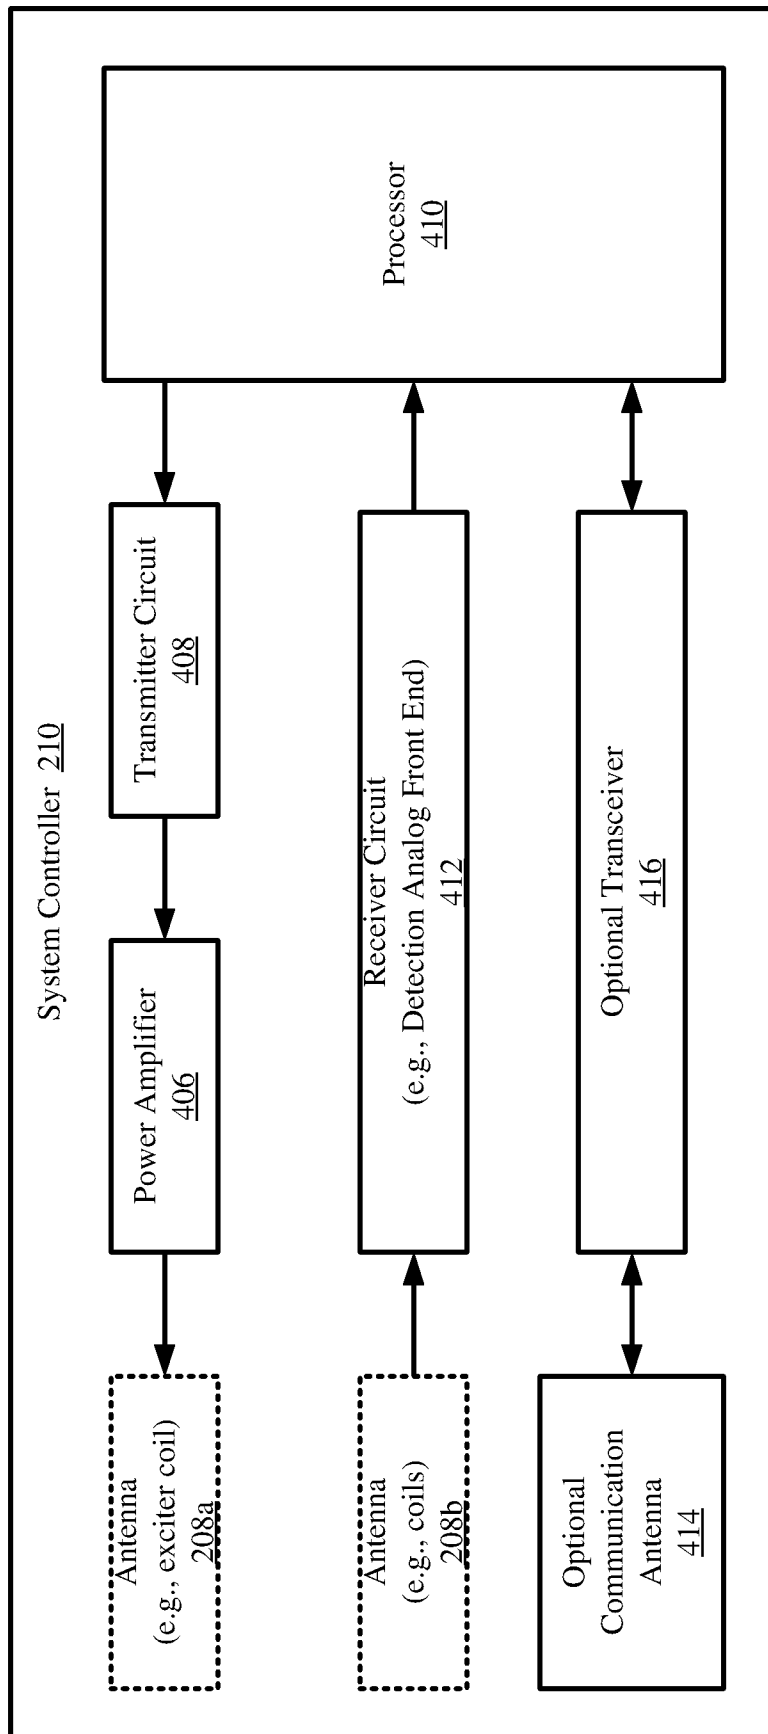 System Controller 210
Antenna
(e.g., exciter coil)
208a
Power Amplifier
406
Transmitter Circuit
408
Processor
410
Antenna
(e.g., coils)
208b
Receiver Circuit
(e.g., Detection Analog Front End)
412
Optional
Communication
Antenna
414
Optional Transceiver
416